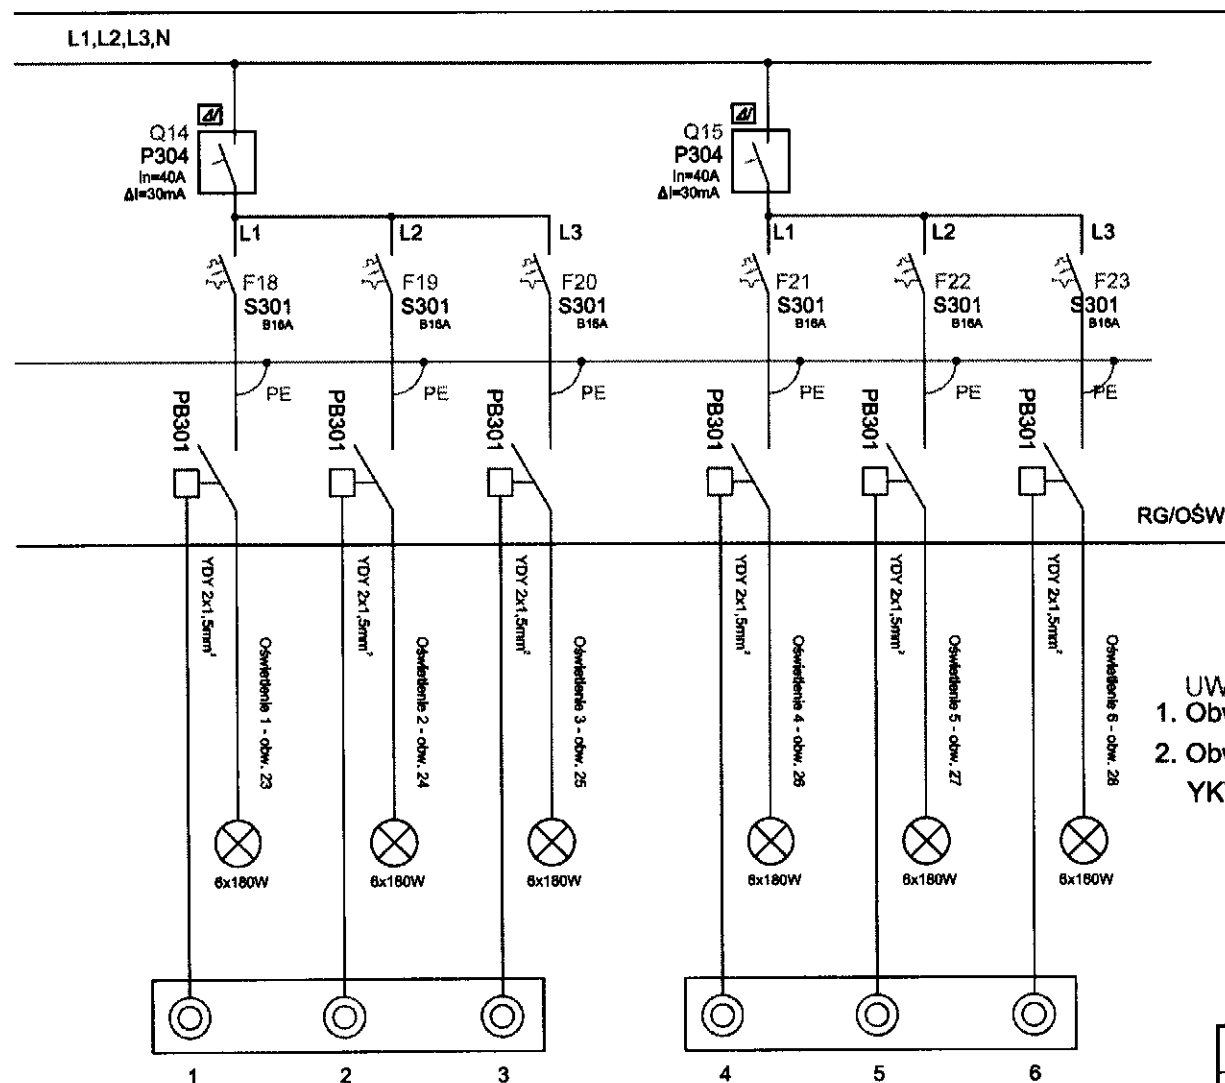 L1,L2,L3,N
ΔI
Q14
P304
In=40A
ΔI=30mA
ΔI
Q15
P304
In=40A
ΔI=30mA
L1
L2
L3
L1
L2
L3
F18
S301
B16A
F19
S301
B16A
F20
S301
B16A
F21
S301
B16A
F22
S301
B16A
F23
S301
B16A
PE
PE
PE
PE
PE
PE
PB301
PB301
PB301
PB301
PB301
PB301
RG/OŚW
YDY 2x1,5mm²
Oświetlenie 1 - obw. 23
YDY 2x1,5mm²
Oświetlenie 2 - obw. 24
YDY 2x1,5mm²
Oświetlenie 3 - obw. 25
YDY 2x1,5mm²
Oświetlenie 4 - obw. 26
YDY 2x1,5mm²
Oświetlenie 5 - obw. 27
YDY 2x1,5mm²
Oświetlenie 6 - obw. 28
UW
1. Obw
2. Obw
YK
6x180W
6x180W
6x180W
6x180W
6x180W
6x180W
1
2
3
4
5
6